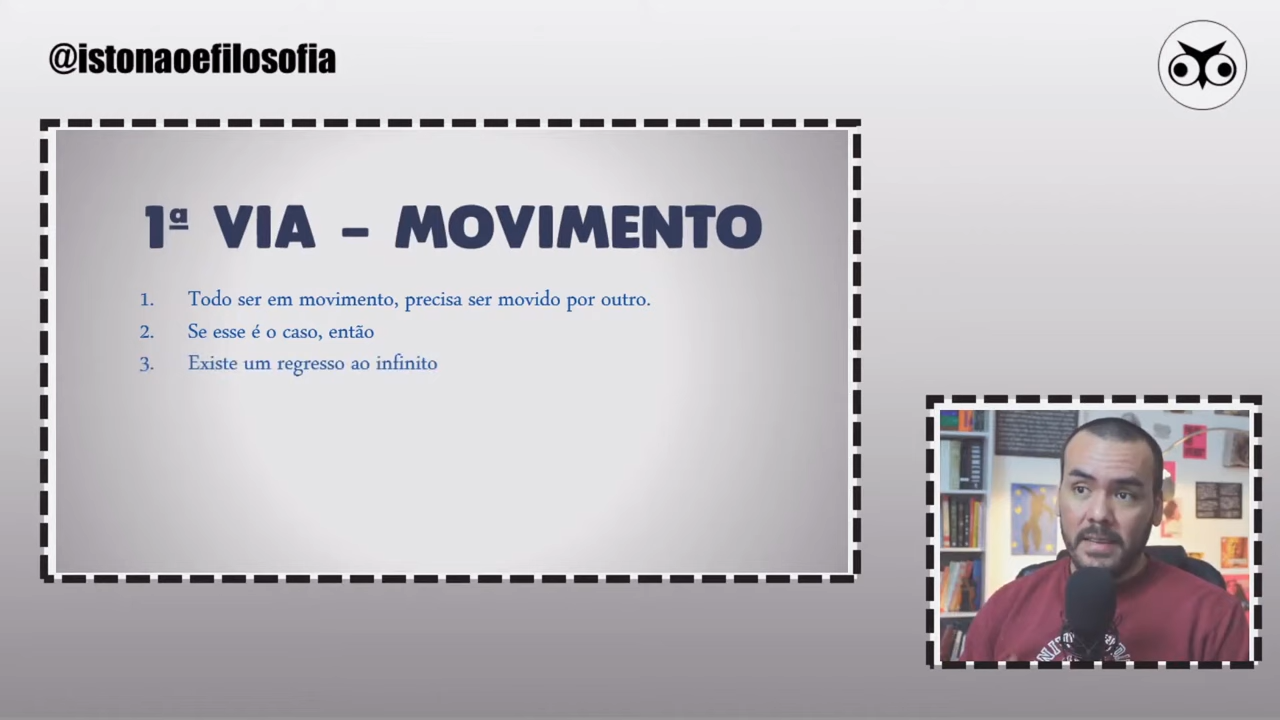 @istonaoefilosofia
1ª VIA – MOVIMENTO
1. Todo ser em movimento, precisa ser movido por outro.
2. Se esse é o caso, então
3. Existe um regresso ao infinito